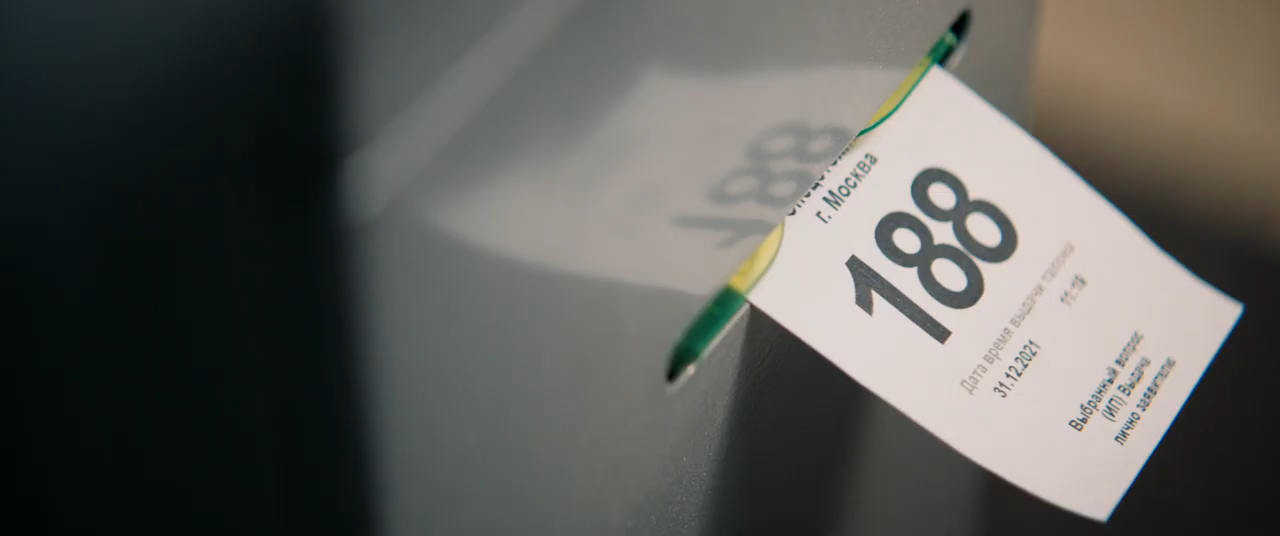 г. Москва
188
Дата время выдачи талона
31.12.2021 11:19
Выбранный вопрос
(ИП) Выдача
лично заявителю